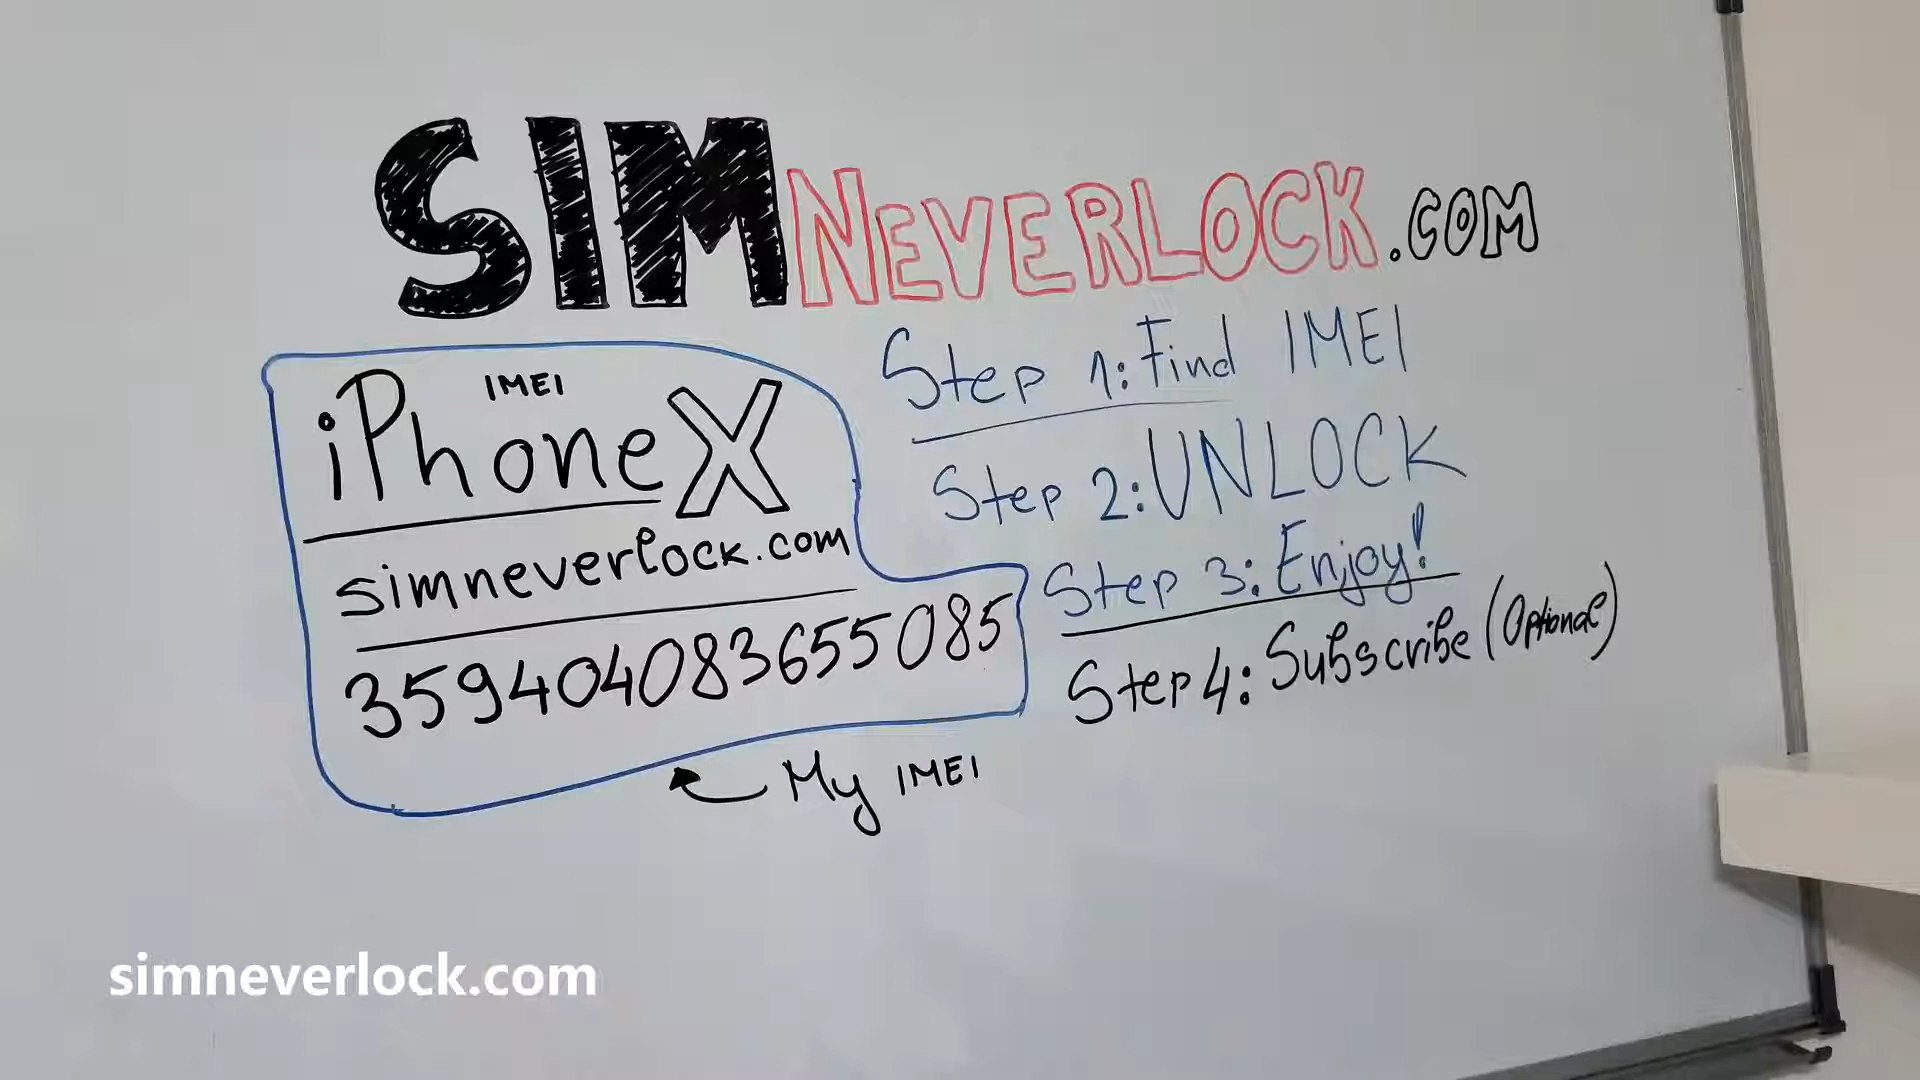 SIMNEVERLOCK.COM
IMEI
iPhone X
simneverlock.com
359404083655085
My IMEI
Step 1: Find IMEI
Step 2: UNLOCK
Step 3: Enjoy!
Step 4: Subscribe (Optional)
simneverlock.com